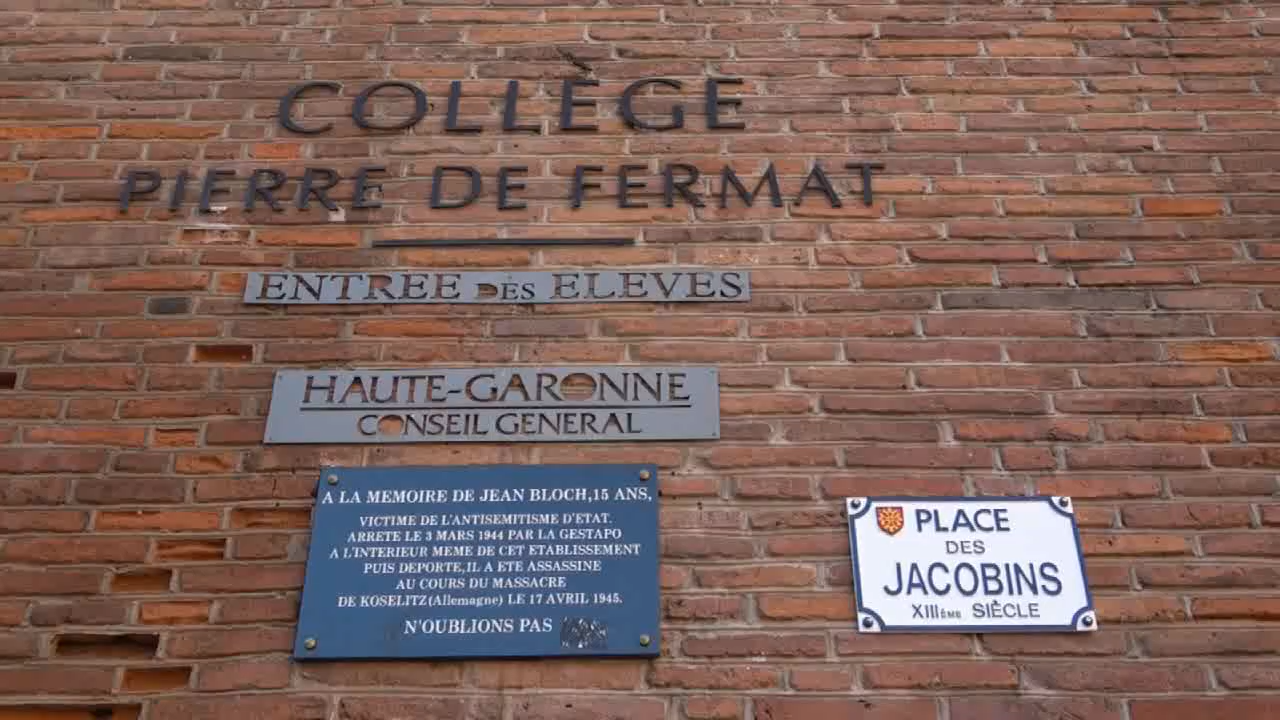 COLLÈGE
PIERRE DE FERMAT
ENTREE DES ELEVES
HAUTE-GARONNE
CONSEIL GENERAL
A LA MEMOIRE DE JEAN BLOCH,15 ANS,
VICTIME DE L'ANTISEMITISME D'ETAT.
ARRETE LE 3 MARS 1944 PAR LA GESTAPO
A L'INTERIEUR MEME DE CET ETABLISSEMENT
PUIS DEPORTE,IL A ETE ASSASSINE
AU COURS DU MASSACRE
DE KOSELITZ(Allemagne) LE 17 AVRIL 1945.
N'OUBLIONS PAS
PLACE
DES
JACOBINS
XIIIÈME SIÈCLE